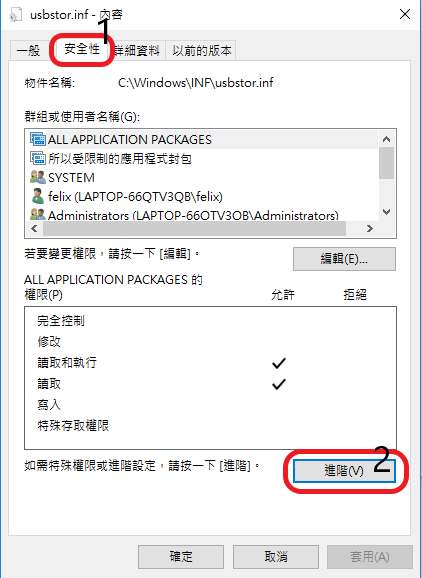 usbstor.inf - 內容
1
一般 安全性 詳細資料 以前的版本
物件名稱: C:\Windows\INF\usbstor.inf
群組或使用者名稱(G):
ALL APPLICATION PACKAGES
所以受限制的應用程式封包
SYSTEM
felix (LAPTOP-66QTV3QB\felix)
Administrators (LAPTOP-66QTV3QB\Administrators)
若要變更權限，請按一下 [編輯]。
編輯(E)...
ALL APPLICATION PACKAGES 的
權限(P) 允許 拒絕
完全控制
修改
讀取和執行
讀取
寫入
特殊存取權限
2
如需特殊權限或進階設定，請按一下 [進階]。 進階(V)
確定 取消 套用(A)